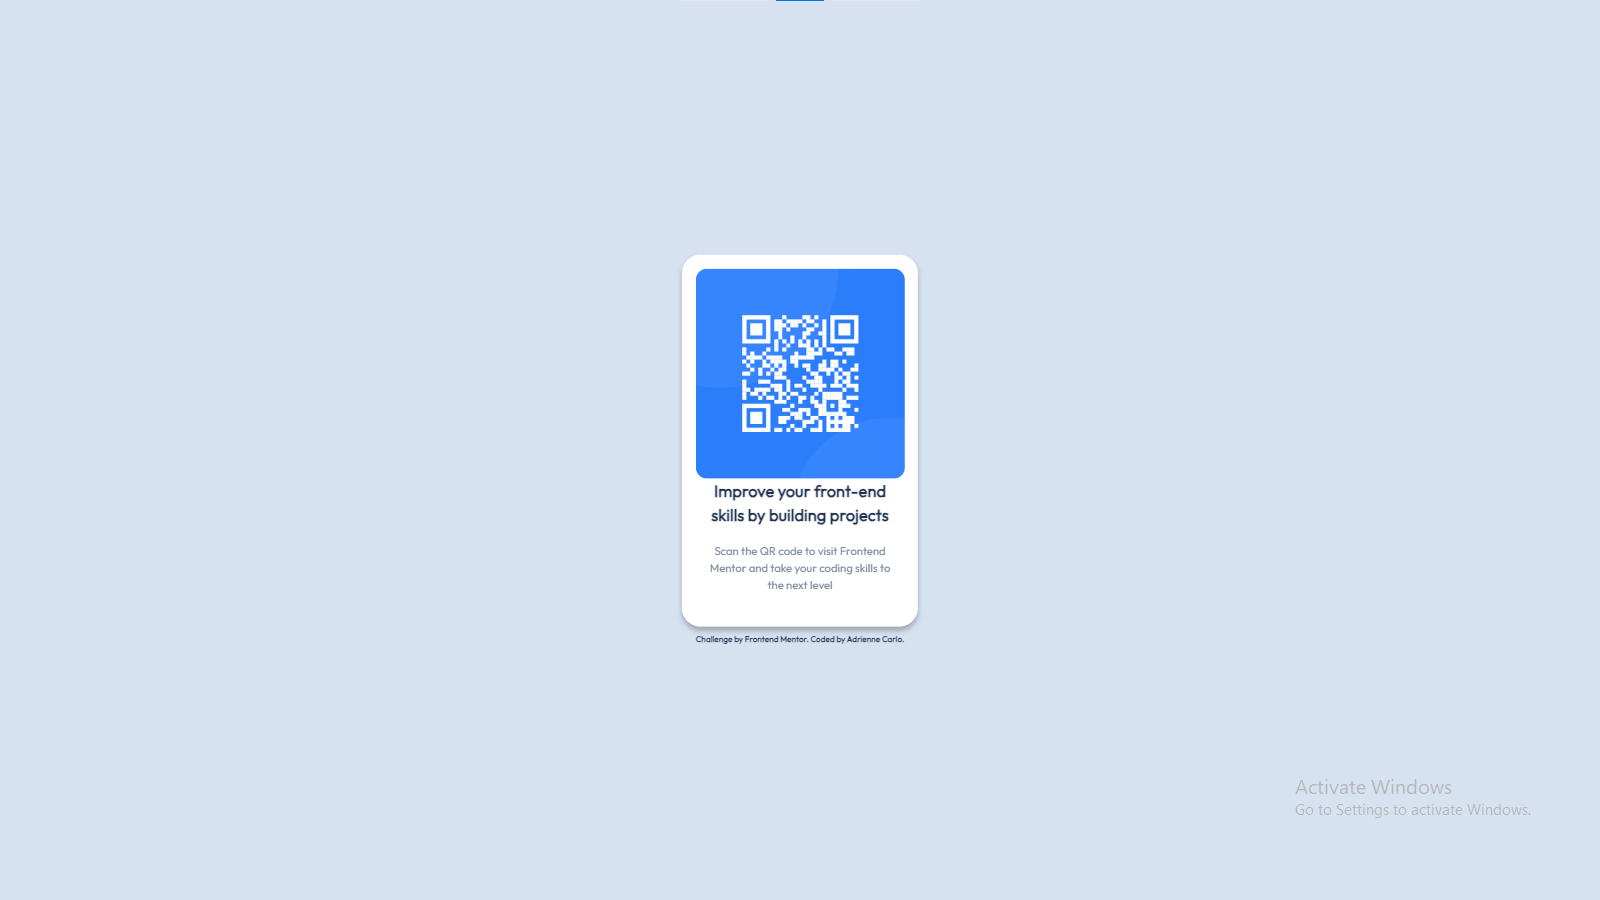 Improve your front-end
skills by building projects
Scan the QR code to visit Frontend
Mentor and take your coding skills to
the next level
Challenge by Frontend Mentor. Coded by Adrienne Carlo.
Activate Windows
Go to Settings to activate Windows.